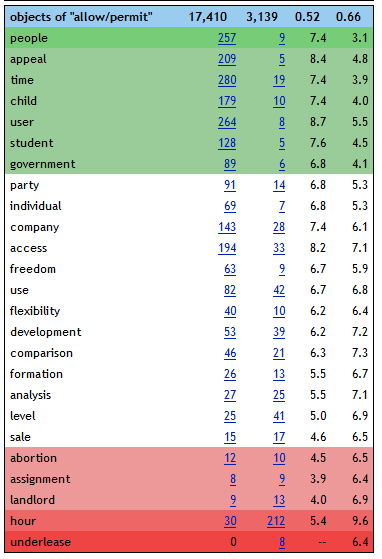 objects of "allow/permit" 17,410 3,139 0.52 0.66
people 257 9 7.4 3.1
appeal 209 5 8.4 4.8
time 280 19 7.4 3.9
child 179 10 7.4 4.0
user 264 8 8.7 5.5
student 128 5 7.6 4.5
government 89 6 6.8 4.1
party 91 14 6.8 5.3
individual 69 7 6.8 5.3
company 143 28 7.4 6.1
access 194 33 8.2 7.1
freedom 63 9 6.7 5.9
use 82 42 6.7 6.8
flexibility 40 10 6.2 6.4
development 53 39 6.2 7.2
comparison 46 21 6.3 7.3
formation 26 13 5.5 6.7
analysis 27 25 5.5 7.1
level 25 41 5.0 6.9
sale 15 17 4.6 6.5
abortion 12 10 4.5 6.5
assignment 8 9 3.9 6.4
landlord 9 13 4.0 6.9
hour 30 212 5.4 9.6
underlease 0 8 -- 6.4